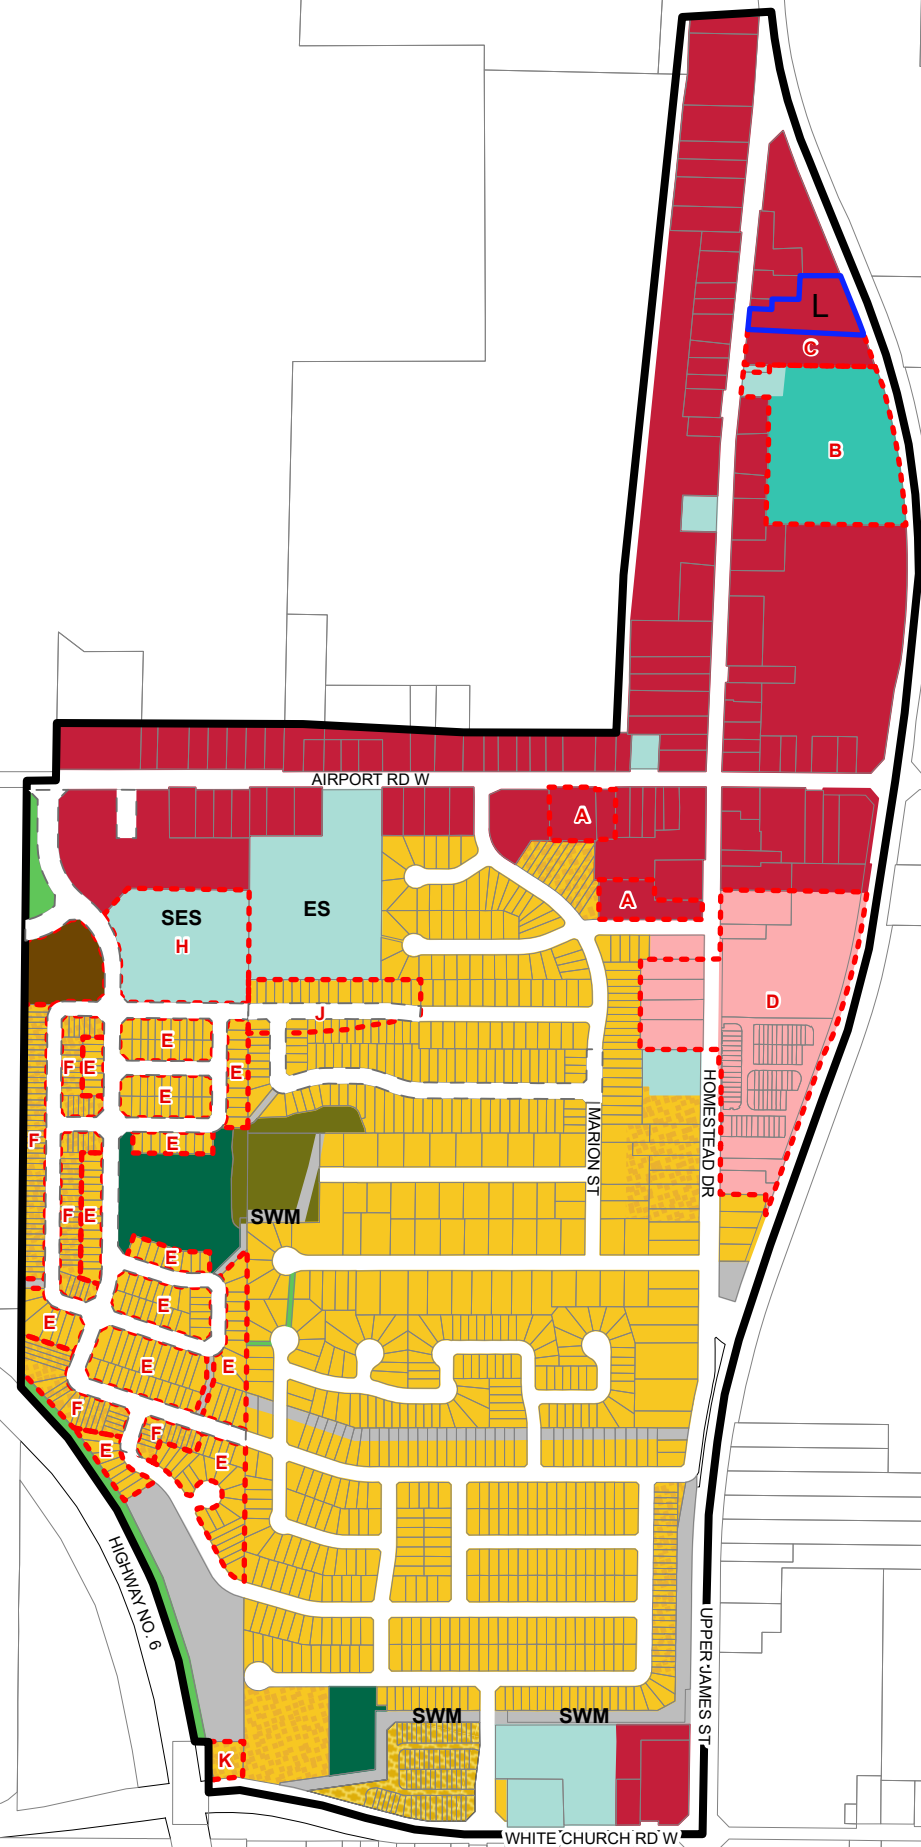 L
C
B
AIRPORT RD W
A
A
SES
H
ES
D
J
E
F
E
E
E
F
E
MARION ST
HOMESTEAD DR
F
E
SWM
E
E
E
E
E
F
F
E
E
HIGHWAY NO. 6
UPPER JAMES ST
SWM
SWM
K
WHITE CHURCH RD W